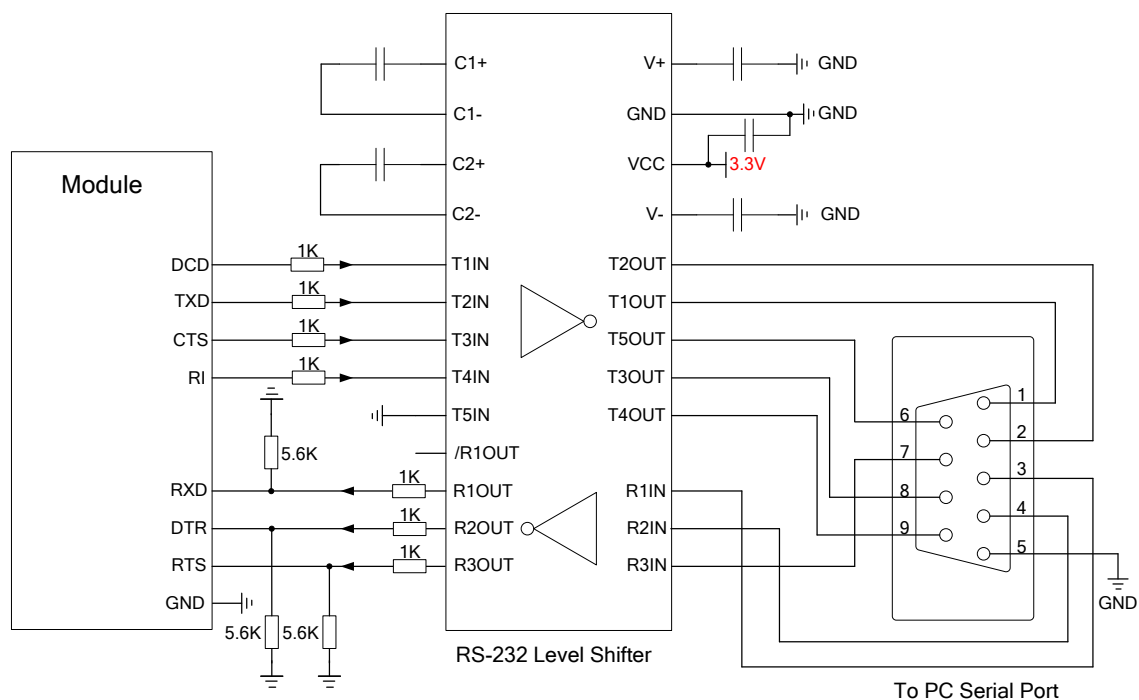 C1+
V+
GND
C1-
GND
GND
C2+
VCC
3.3V
Module
C2-
V-
GND
DCD
1K
T1IN
T2OUT
TXD
1K
T2IN
T1OUT
CTS
1K
T3IN
T5OUT
RI
1K
T4IN
T3OUT
T5IN
T4OUT
1
6
2
7
3
8
4
9
5
5.6K
/R1OUT
RXD
1K
R1OUT
R1IN
DTR
1K
R2OUT
R2IN
RTS
1K
R3OUT
R3IN
GND
GND
5.6K
5.6K
RS-232 Level Shifter
To PC Serial Port